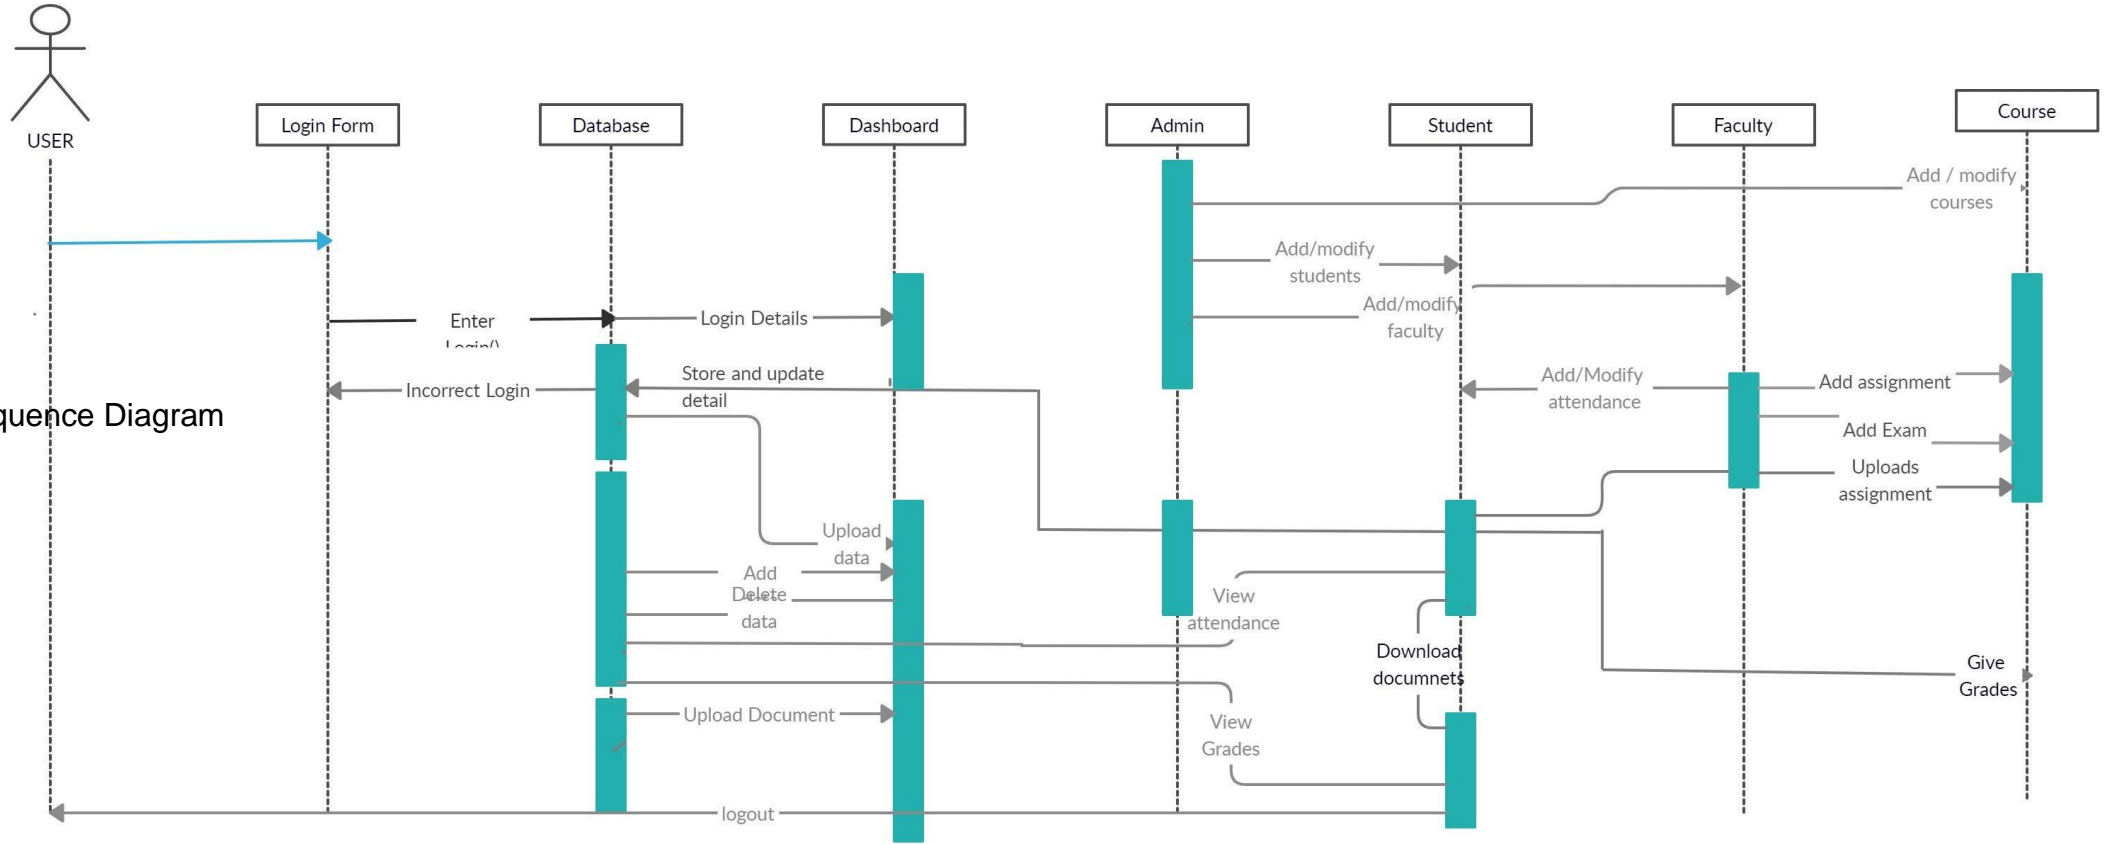 USER
Login Form
Database
Dashboard
Admin
Student
Faculty
Course
Add / modify
courses
Add/modify
students
Add/modify
faculty
Enter
Login()
Login Details
Store and update
detail
Incorrect Login
Add/Modify
attendance
Add assignment
quence Diagram
Add Exam
Uploads
assignment
Upload
data
Add
Delete
data
View
attendance
Download
documnets
Give
Grades
Upload Document
View
Grades
logout